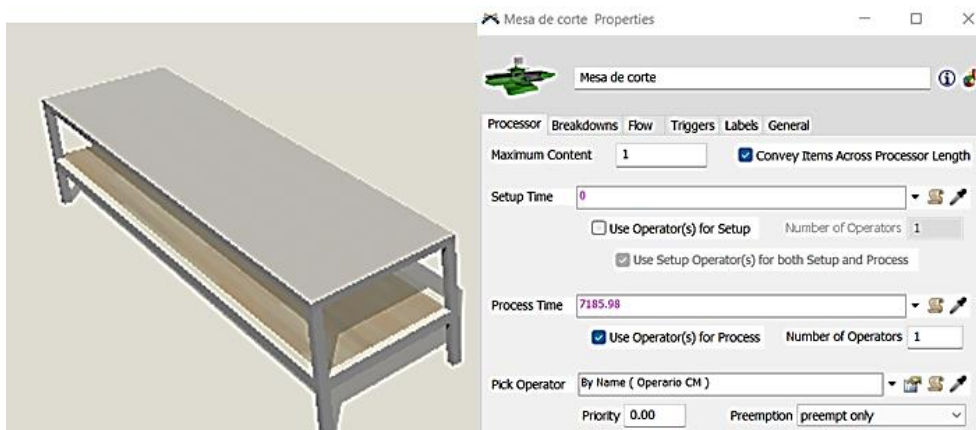 Mesa de corte Properties
Mesa de corte
Processor Breakdowns Flow Triggers Labels General
Maximum Content 1 Convey Items Across Processor Length
Setup Time 0
Use Operator(s) for Setup Number of Operators 1
Use Setup Operator(s) for both Setup and Process
Process Time 7185.98
Use Operator(s) for Process Number of Operators 1
Pick Operator By Name ( Operario CM )
Priority 0.00 Preemption preempt only